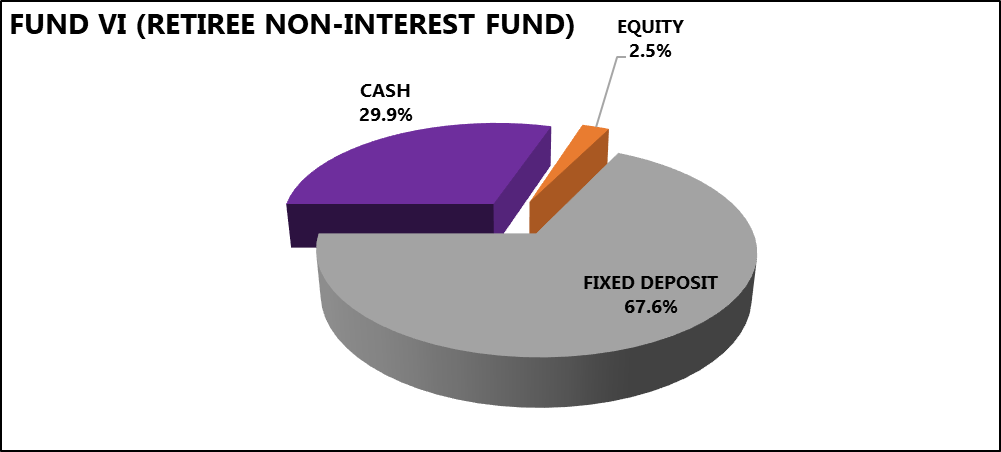 FUND VI (RETIREE NON-INTEREST FUND)
EQUITY
2.5%
CASH
29.9%
FIXED DEPOSIT
67.6%